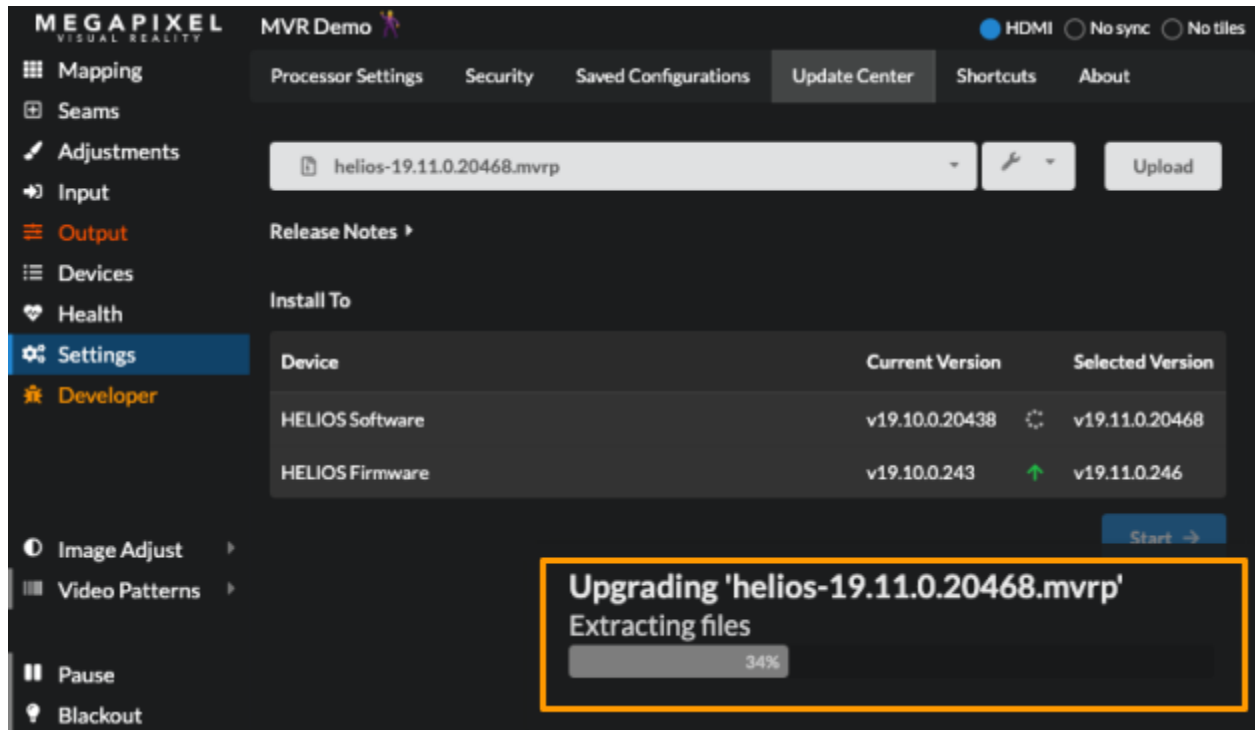 MEGAPIXEL
VISUAL REALITY
MVR Demo
HDMI No sync No tiles
Mapping
Seams
Adjustments
Input
Output
Devices
Health
Settings
Developer
Image Adjust
Video Patterns
Pause
Blackout
Processor Settings Security Saved Configurations Update Center Shortcuts About
helios-19.11.0.20468.mvrp
Upload
Release Notes
Install To
Device Current Version Selected Version
HELIOS Software v19.10.0.20438 v19.11.0.20468
HELIOS Firmware v19.10.0.243 v19.11.0.246
Start →
Upgrading 'helios-19.11.0.20468.mvrp'
Extracting files
34%